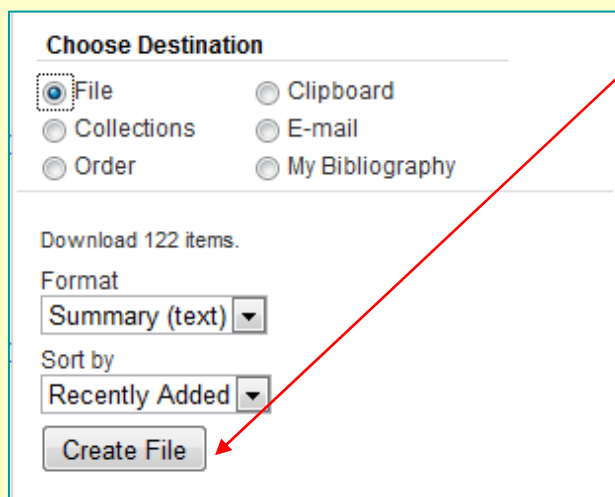 Choose Destination
File Clipboard
Collections E-mail
Order My Bibliography
Download 122 items.
Format
Summary (text)
Sort by
Recently Added
Create File